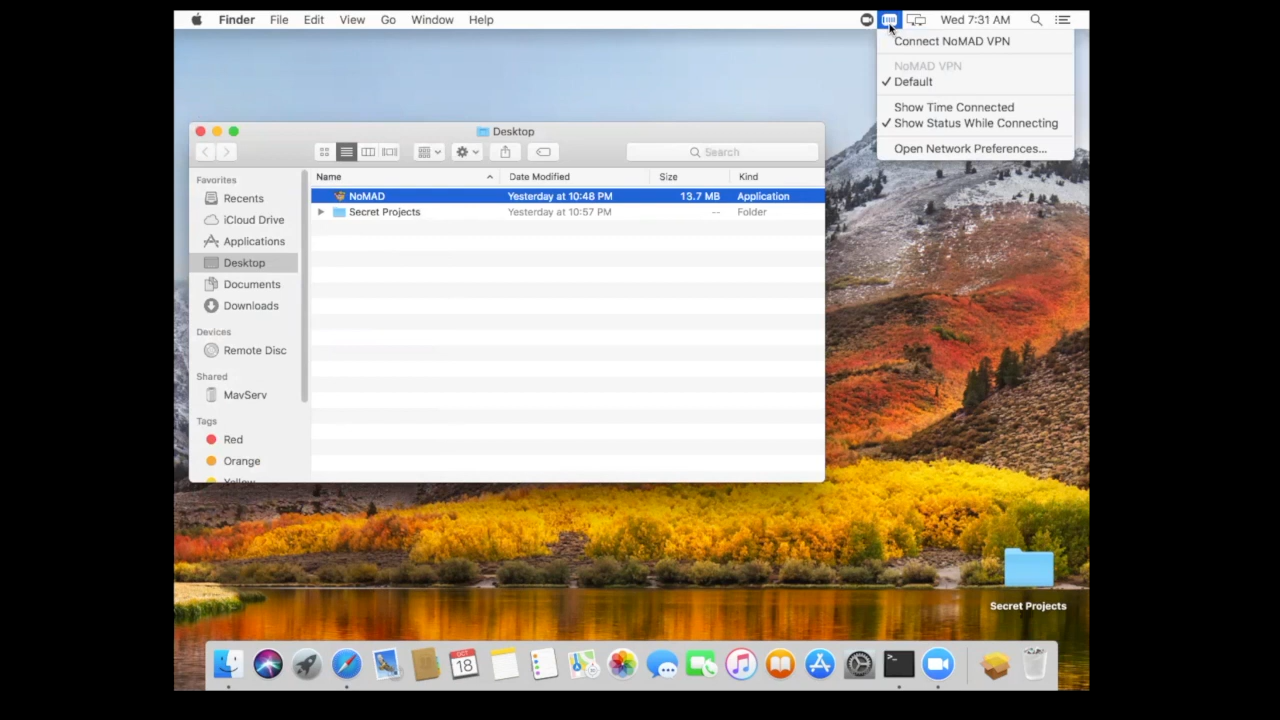 Finder File Edit View Go Window Help Wed 7:31 AM
Connect NoMAD VPN
NoMAD VPN
Default
Show Time Connected
Show Status While Connecting
Open Network Preferences...
Desktop
Search
Favorites
Recents
iCloud Drive
Applications
Desktop
Documents
Downloads
Devices
Remote Disc
Shared
MavServ
Tags
Red
Orange
Yellow
Name Date Modified Size Kind
NoMAD Yesterday at 10:48 PM 13.7 MB Application
Secret Projects Yesterday at 10:57 PM -- Folder
Secret Projects
OCT
18